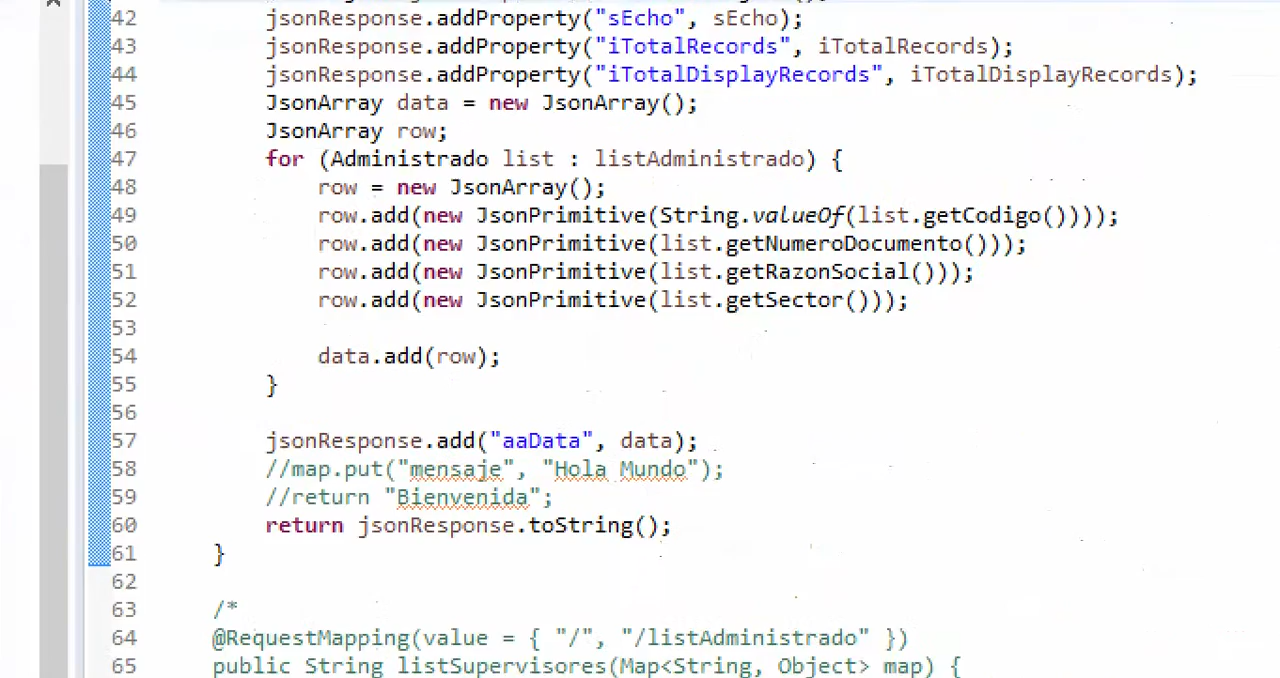 42 jsonResponse.addProperty("sEcho", sEcho);
43 jsonResponse.addProperty("iTotalRecords", iTotalRecords);
44 jsonResponse.addProperty("iTotalDisplayRecords", iTotalDisplayRecords);
45 JsonArray data = new JsonArray();
46 JsonArray row;
47 for (Administrado list : listAdministrado) {
48 row = new JsonArray();
49 row.add(new JsonPrimitive(String.valueOf(list.getCodigo())));
50 row.add(new JsonPrimitive(list.getNumeroDocumento()));
51 row.add(new JsonPrimitive(list.getRazonSocial()));
52 row.add(new JsonPrimitive(list.getSector()));
53
54 data.add(row);
55 }
56
57 jsonResponse.add("aaData", data);
58 //map.put("mensaje", "Hola Mundo");
59 //return "Bienvenida";
60 return jsonResponse.toString();
61 }
62
63 /*
64 @RequestMapping(value = { "/", "/listAdministrado" })
65 public String listSupervisores(Map<String, Object> map) {